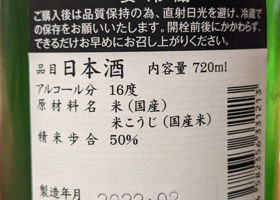 ご購入後は品質保持の為、直射日光を避け、冷蔵で
の保存をお願いいたします。開栓前後にかかわらず、
できるだけお早めにお召し上がりください。
品目 日本酒 内容量 720ml
アルコール分 16度
原材料名 米(国産)
米こうじ(国産米)
精米歩合 50%
製造年月
4582356331213